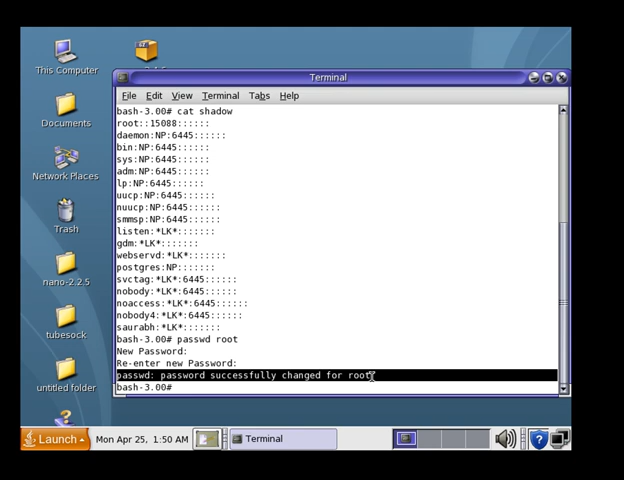 This Computer
Documents
Network Places
Trash
nano-2.2.5
tubesock
untitled folder
Terminal
File Edit View Terminal Tabs Help
bash-3.00# cat shadow
root::15088::::::
daemon:NP:6445::::::
bin:NP:6445::::::
sys:NP:6445::::::
adm:NP:6445::::::
lp:NP:6445::::::
uucp:NP:6445::::::
nuucp:NP:6445::::::
smmsp:NP:6445::::::
listen:*LK*:::::::
gdm:*LK*:::::::
webservd:*LK*:::::::
postgres:NP:::::::
svctag:*LK*:6445::::::
nobody:*LK*:6445::::::
noaccess:*LK*:6445::::::
nobody4:*LK*:6445::::::
saurabh:*LK*:::::::
bash-3.00# passwd root
New Password:
Re-enter new Password:
passwd: password successfully changed for root
bash-3.00#
Launch
Mon Apr 25, 1:50 AM
Terminal